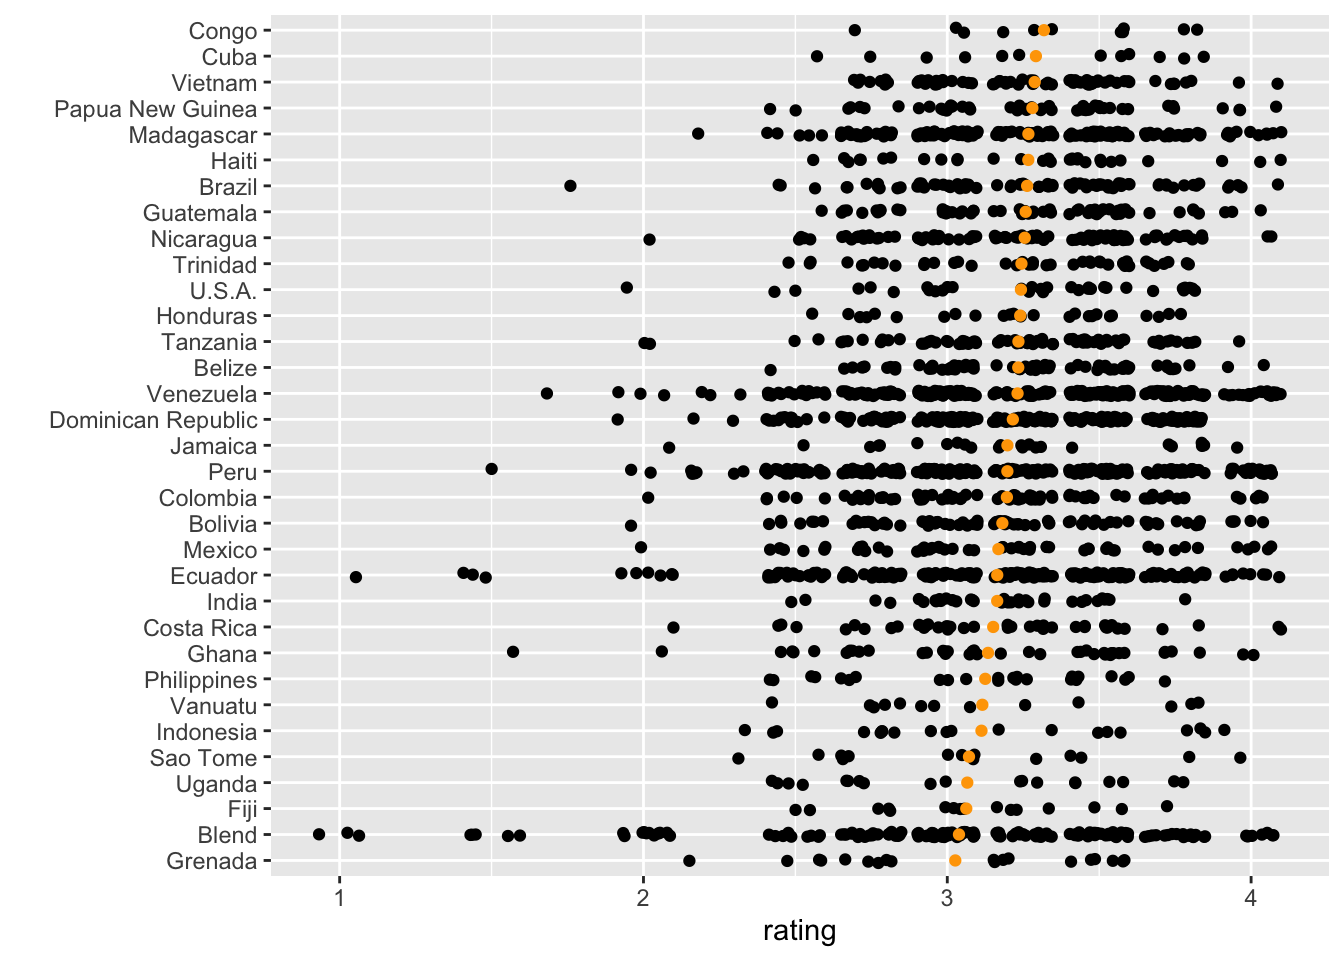 Congo
Cuba
Vietnam
Papua New Guinea
Madagascar
Haiti
Brazil
Guatemala
Nicaragua
Trinidad
U.S.A.
Honduras
Tanzania
Belize
Venezuela
Dominican Republic
Jamaica
Peru
Colombia
Bolivia
Mexico
Ecuador
India
Costa Rica
Ghana
Philippines
Vanuatu
Indonesia
Sao Tome
Uganda
Fiji
Blend
Grenada
1 2 3 4
rating